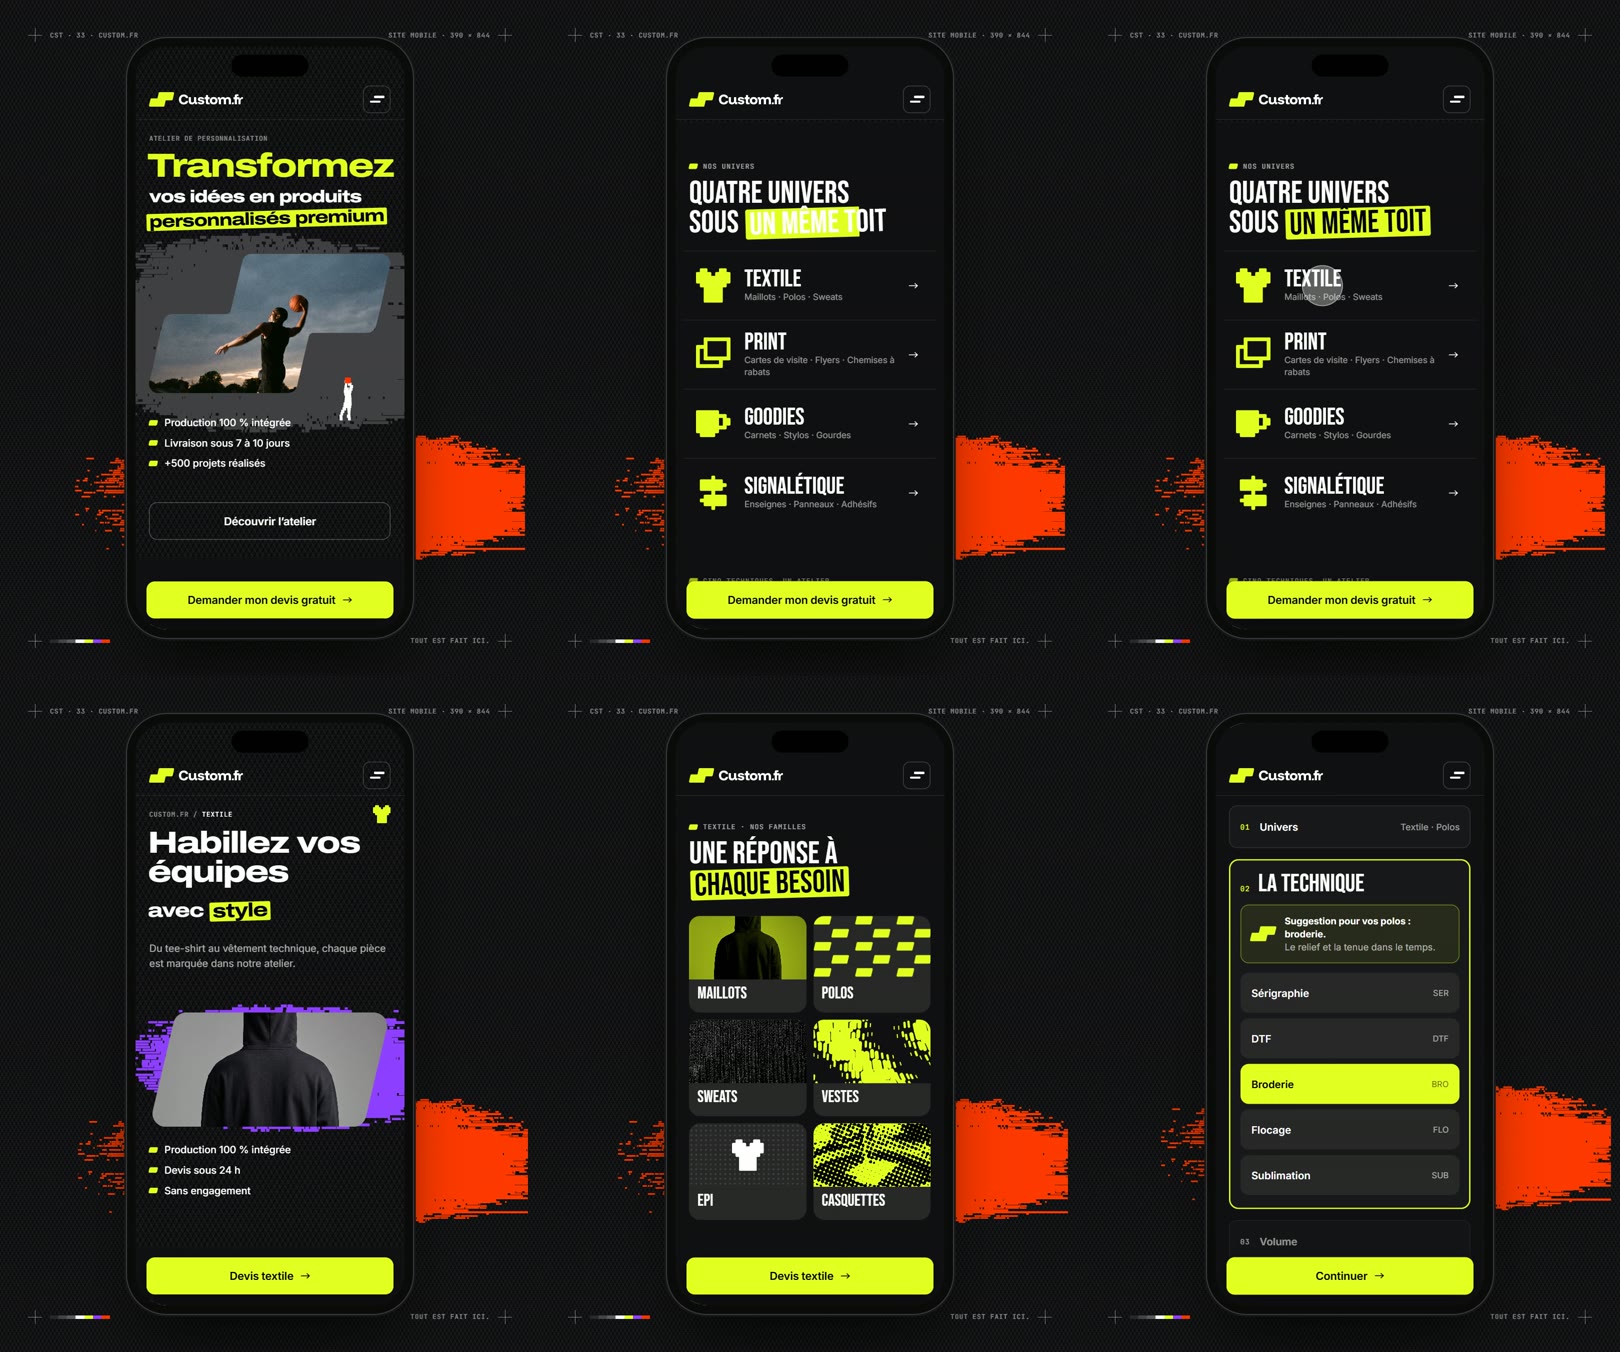 CST · 33 · CUSTOM.FR
SITE MOBILE · 390 × 844
Custom.fr
ATELIER DE PERSONNALISATION
Transformez
vos idées en produits
personnalisés premium
Production 100 % intégrée
Livraison sous 7 à 10 jours
+500 projets réalisés
Découvrir l'atelier
Demander mon devis gratuit →
TOUT EST FAIT ICI.
CST · 33 · CUSTOM.FR
SITE MOBILE · 390 × 844
Custom.fr
NOS UNIVERS
QUATRE UNIVERS
SOUS UN MÊME TOIT
TEXTILE
Maillots · Polos · Sweats
→
PRINT
Cartes de visite · Flyers · Chemises à
rabats
→
GOODIES
Carnets · Stylos · Gourdes
→
SIGNALÉTIQUE
Enseignes · Panneaux · Adhésifs
→
CINQ TECHNIQUES, UN ATELIER
Demander mon devis gratuit →
TOUT EST FAIT ICI.
CST · 33 · CUSTOM.FR
SITE MOBILE · 390 × 844
Custom.fr
NOS UNIVERS
QUATRE UNIVERS
SOUS UN MÊME TOIT
TEXTILE
Maillots · Polos · Sweats
→
PRINT
Cartes de visite · Flyers · Chemises à
rabats
→
GOODIES
Carnets · Stylos · Gourdes
→
SIGNALÉTIQUE
Enseignes · Panneaux · Adhésifs
→
CINQ TECHNIQUES, UN ATELIER
Demander mon devis gratuit →
TOUT EST FAIT ICI.
CST · 33 · CUSTOM.FR
SITE MOBILE · 390 × 844
Custom.fr
CUSTOM.FR / TEXTILE
Habillez vos
équipes
avec style
Du tee-shirt au vêtement technique, chaque pièce
est marquée dans notre atelier.
Production 100 % intégrée
Devis sous 24 h
Sans engagement
Devis textile →
TOUT EST FAIT ICI.
CST · 33 · CUSTOM.FR
SITE MOBILE · 390 × 844
Custom.fr
TEXTILE · NOS FAMILLES
UNE RÉPONSE À
CHAQUE BESOIN
MAILLOTS
POLOS
SWEATS
VESTES
EPI
CASQUETTES
Devis textile →
TOUT EST FAIT ICI.
CST · 33 · CUSTOM.FR
SITE MOBILE · 390 × 844
Custom.fr
01 Univers Textile · Polos
02 LA TECHNIQUE
Suggestion pour vos polos :
broderie.
Le relief et la tenue dans le temps.
Sérigraphie SER
DTF DTF
Broderie BRO
Flocage FLO
Sublimation SUB
03 Volume
Continuer →
TOUT EST FAIT ICI.